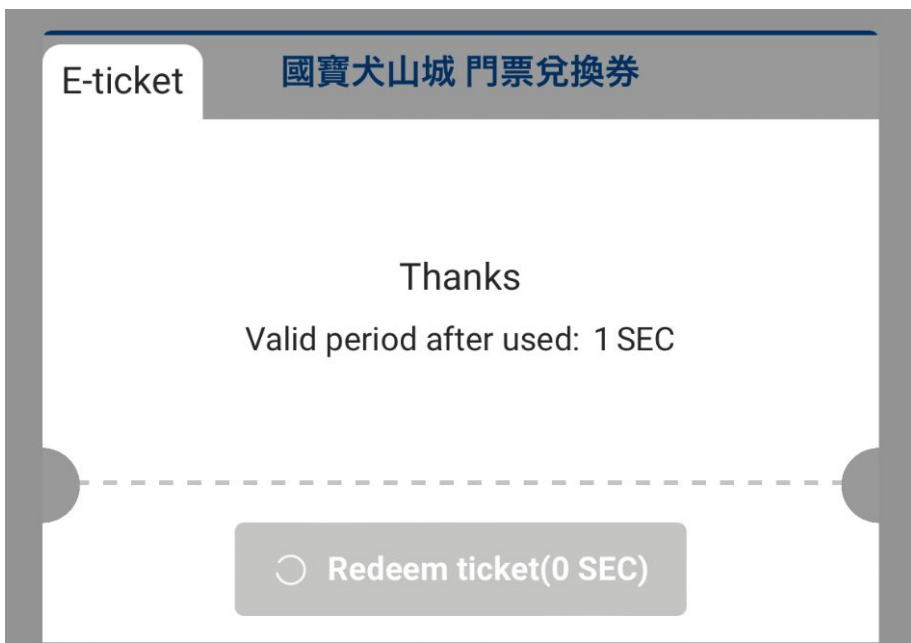 E-ticket
國寶犬山城 門票兌換券
Thanks
Valid period after used: 1 SEC
Redeem ticket(0 SEC)